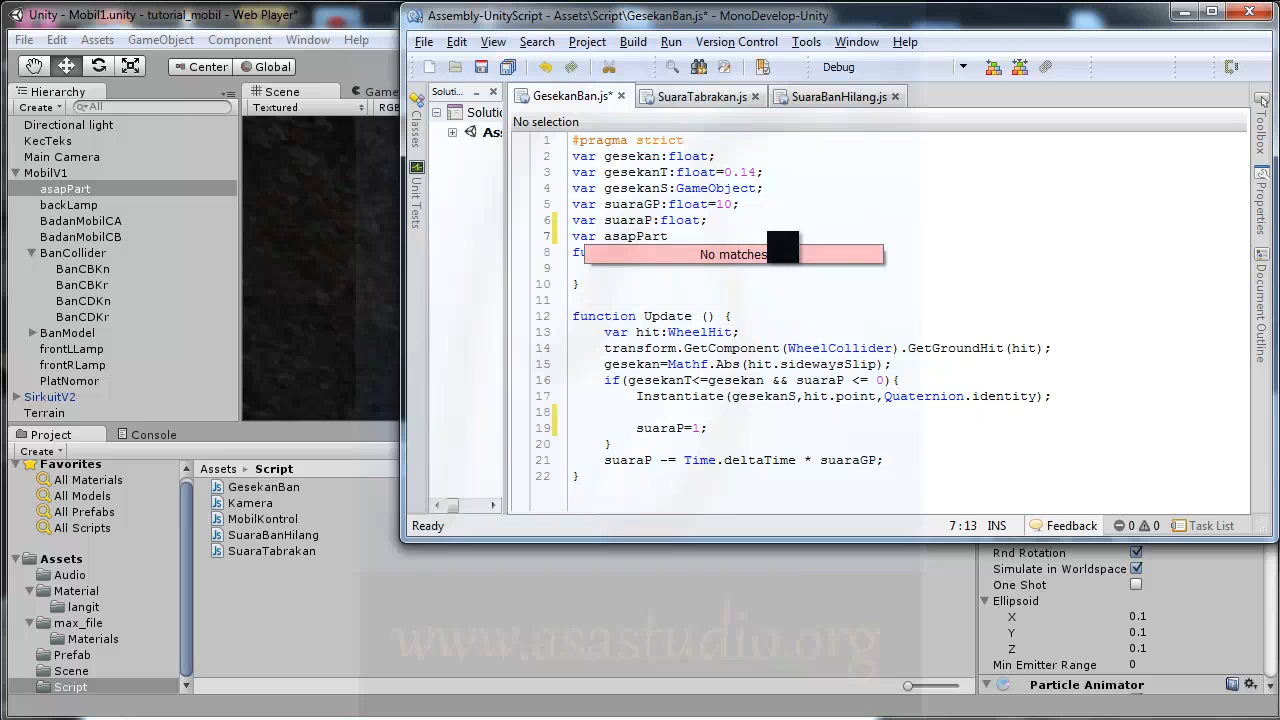 Unity - Mobil1.unity - tutorial_mobil - Web Player*
File Edit Assets GameObject Component Window Help
Center Global
Hierarchy
Create All
Directional light
KecTeks
Main Camera
MobilV1
asapPart
backLamp
BadanMobilCA
BadanMobilCB
BanCollider
BanCBKn
BanCBKr
BanCDKn
BanCDKr
BanModel
frontLLamp
frontRLamp
PlatNomor
SirkuitV2
Terrain
Scene Game
Textured RGB
Project Console
Create
Favorites
All Materials
All Models
All Prefabs
All Scripts
Assets
Audio
Material
langit
max_file
Materials
Prefab
Scene
Script
Assets Script
GesekanBan
Kamera
MobilKontrol
SuaraBanHilang
SuaraTabrakan
Assembly-UnityScript - Assets\Script\GesekanBan.js* - MonoDevelop-Unity
File Edit View Search Project Build Run Version Control Tools Window Help
Debug
Classes
Unit Tests
Soluti...
Solutio
Ass
GesekanBan.js* SuaraTabrakan.js SuaraBanHilang.js
No selection
1 #pragma strict
2 var gesekan:float;
3 var gesekanT:float=0.14;
4 var gesekanS:GameObject;
5 var suaraGP:float=10;
6 var suaraP:float;
7 var asapPart
8 fu
No matches
9
10 }
11
12 function Update () {
13 var hit:WheelHit;
14 transform.GetComponent(WheelCollider).GetGroundHit(hit);
15 gesekan=Mathf.Abs(hit.sidewaysSlip);
16 if(gesekanT<=gesekan && suaraP <= 0){
17 Instantiate(gesekanS,hit.point,Quaternion.identity);
18
19 suaraP=1;
20 }
21 suaraP -= Time.deltaTime * suaraGP;
22 }
Toolbox
Properties
Document Outline
Ready 7:13 INS Feedback 0 0 Task List
Rnd Rotation
Simulate in Worldspace
One Shot
Ellipsoid
X 0.1
Y 0.1
Z 0.1
Min Emitter Range 0
Particle Animator
www.asastudio.org